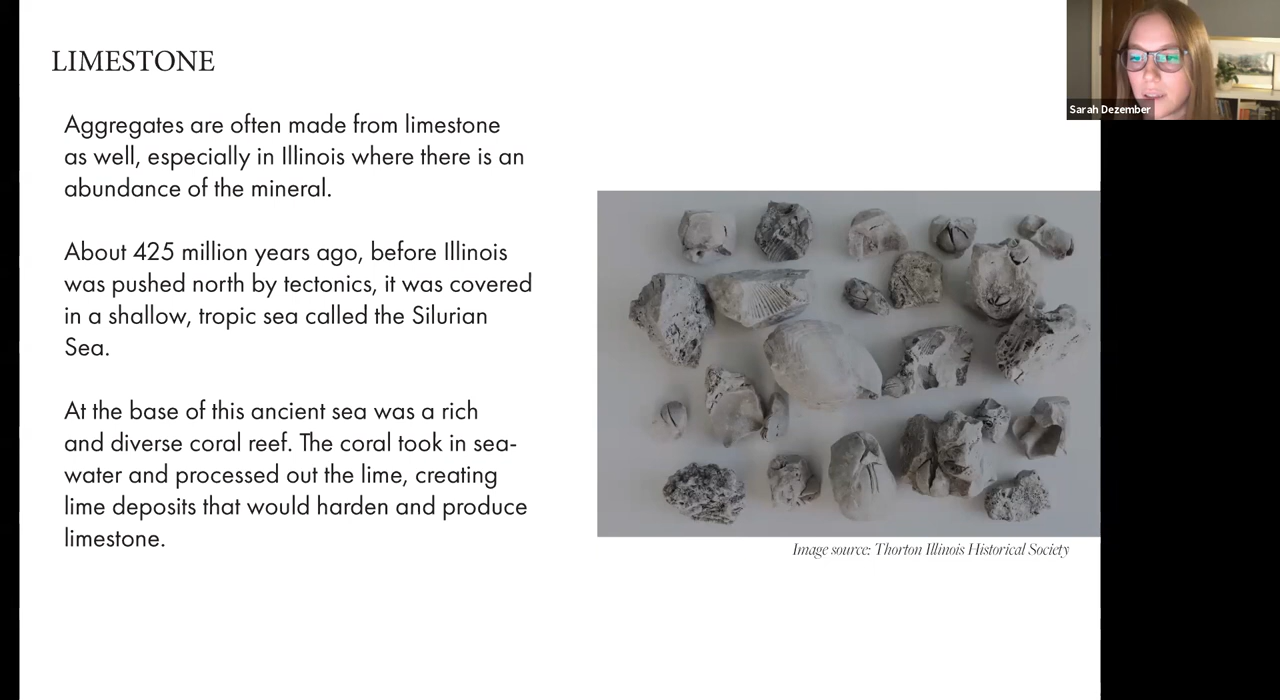 LIMESTONE
Sarah Dezember
Aggregates are often made from limestone
as well, especially in Illinois where there is an
abundance of the mineral.
About 425 million years ago, before Illinois
was pushed north by tectonics, it was covered
in a shallow, tropic sea called the Silurian
Sea.
At the base of this ancient sea was a rich
and diverse coral reef. The coral took in sea-
water and processed out the lime, creating
lime deposits that would harden and produce
limestone.
Image source: Thorton Illinois Historical Society